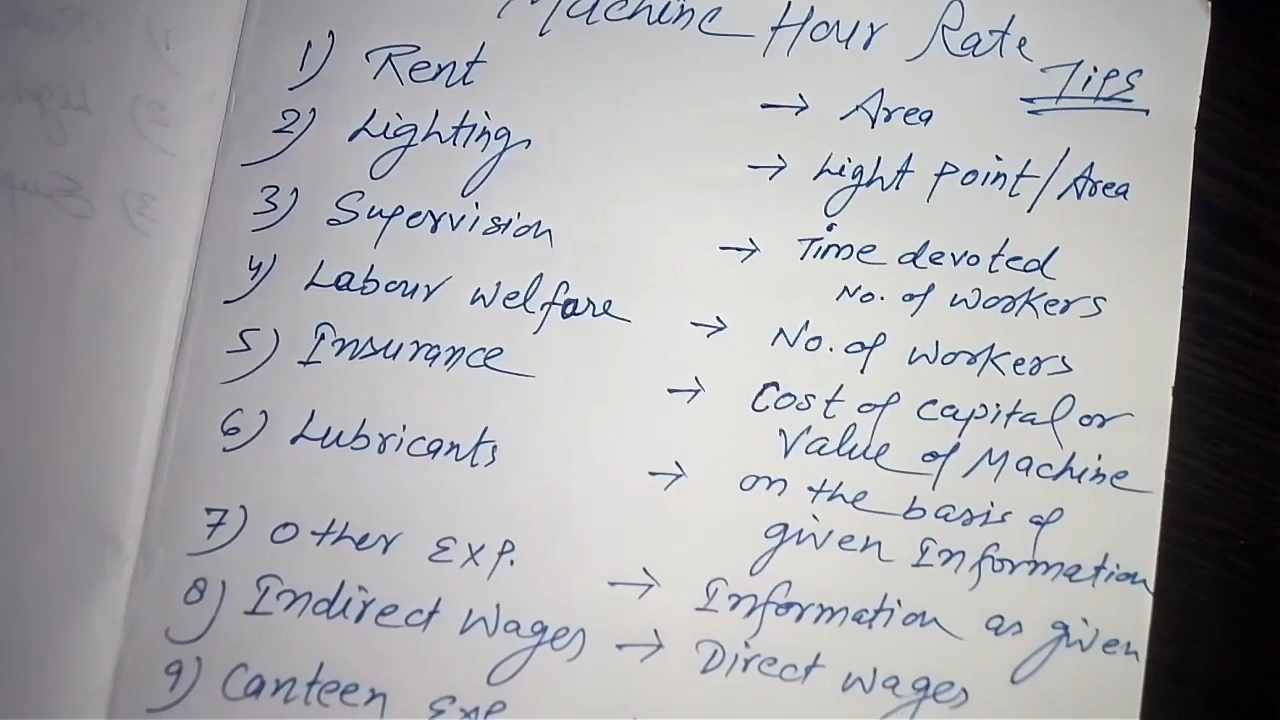 Machine Hour Rate
Tips
1) Rent → Area
2) Lighting → Light point/Area
3) Supervision → Time devoted
No. of workers
4) Labour welfare → No. of workers
5) Insurance → Cost of capital or
Value of Machine
6) Lubricants → on the basis of
given Information
7) Other Exp. → Information as given
8) Indirect Wages → Direct wages
9) Canteen Exp.